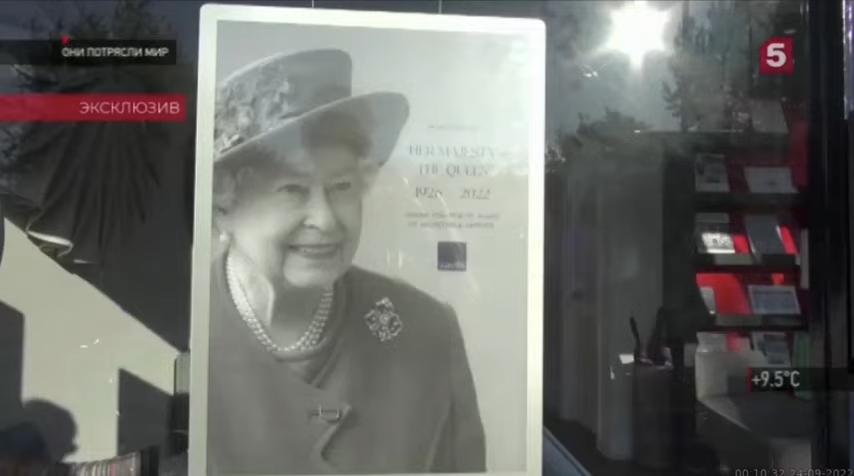 ОНИ ПОТРЯСЛИ МИР
5
ЭКСКЛЮЗИВ
HER MAJESTY
THE QUEEN
1926 2022
+9.5°C
00:10:32 24-09-2022